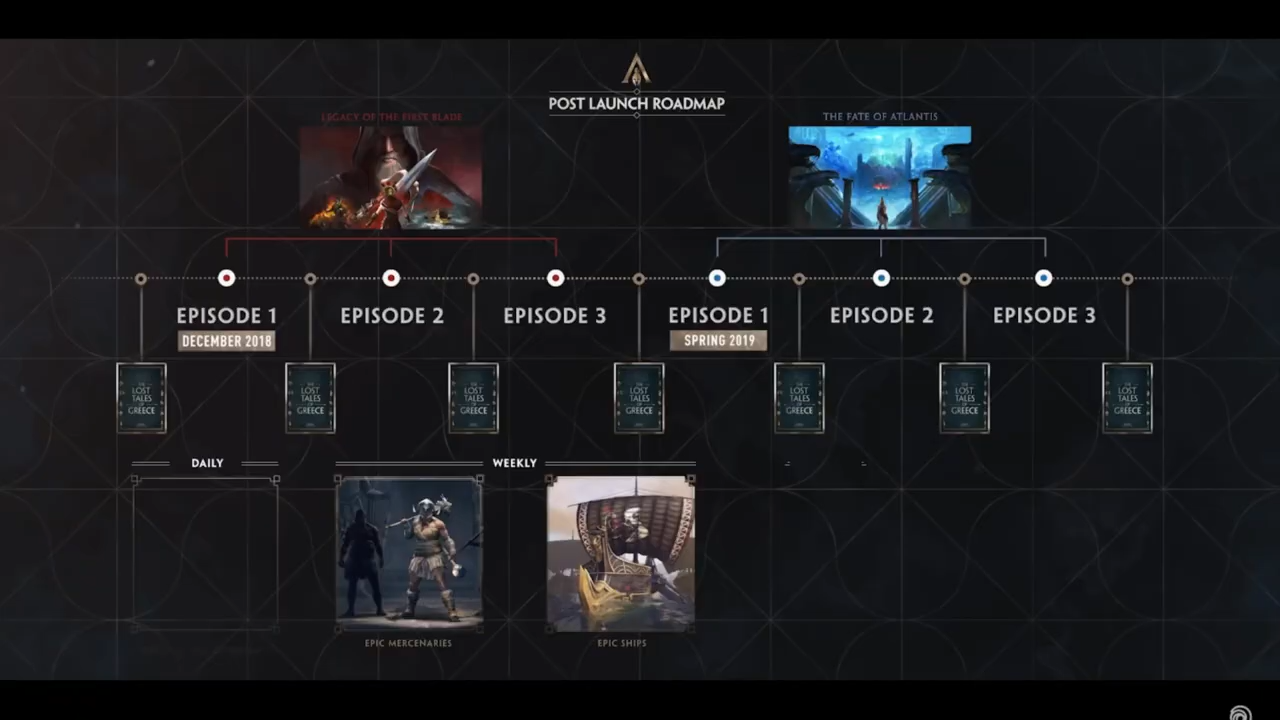 POST LAUNCH ROADMAP
LEGACY OF THE FIRST BLADE
THE FATE OF ATLANTIS
EPISODE 1
EPISODE 2
EPISODE 3
EPISODE 1
EPISODE 2
EPISODE 3
DECEMBER 2018
SPRING 2019
THE
LOST
TALES
OF
GREECE
THE
LOST
TALES
OF
GREECE
THE
LOST
TALES
OF
GREECE
THE
LOST
TALES
OF
GREECE
THE
LOST
TALES
OF
GREECE
THE
LOST
TALES
OF
GREECE
THE
LOST
TALES
OF
GREECE
DAILY
WEEKLY
EPIC MERCENARIES
EPIC SHIPS